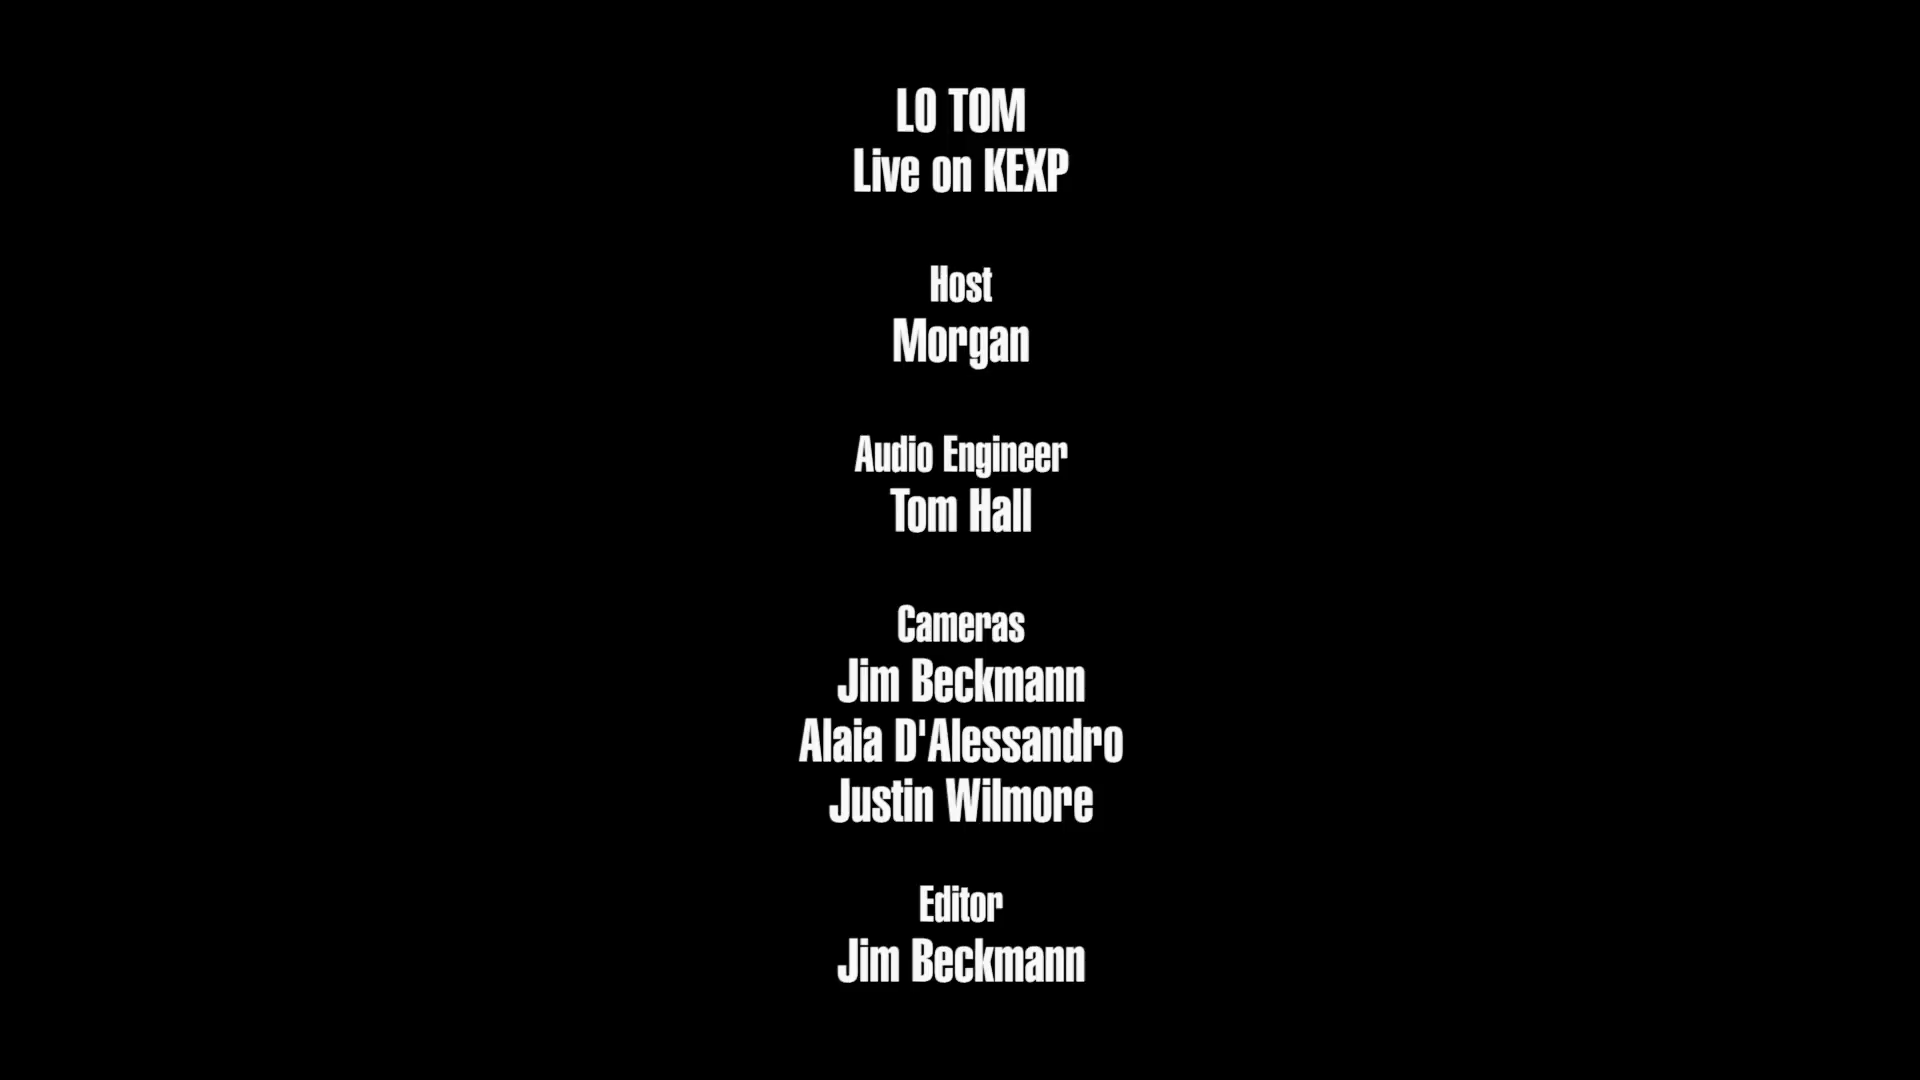 LO TOM
Live on KEXP
Host
Morgan
Audio Engineer
Tom Hall
Cameras
Jim Beckmann
Alaia D'Alessandro
Justin Wilmore
Editor
Jim Beckmann